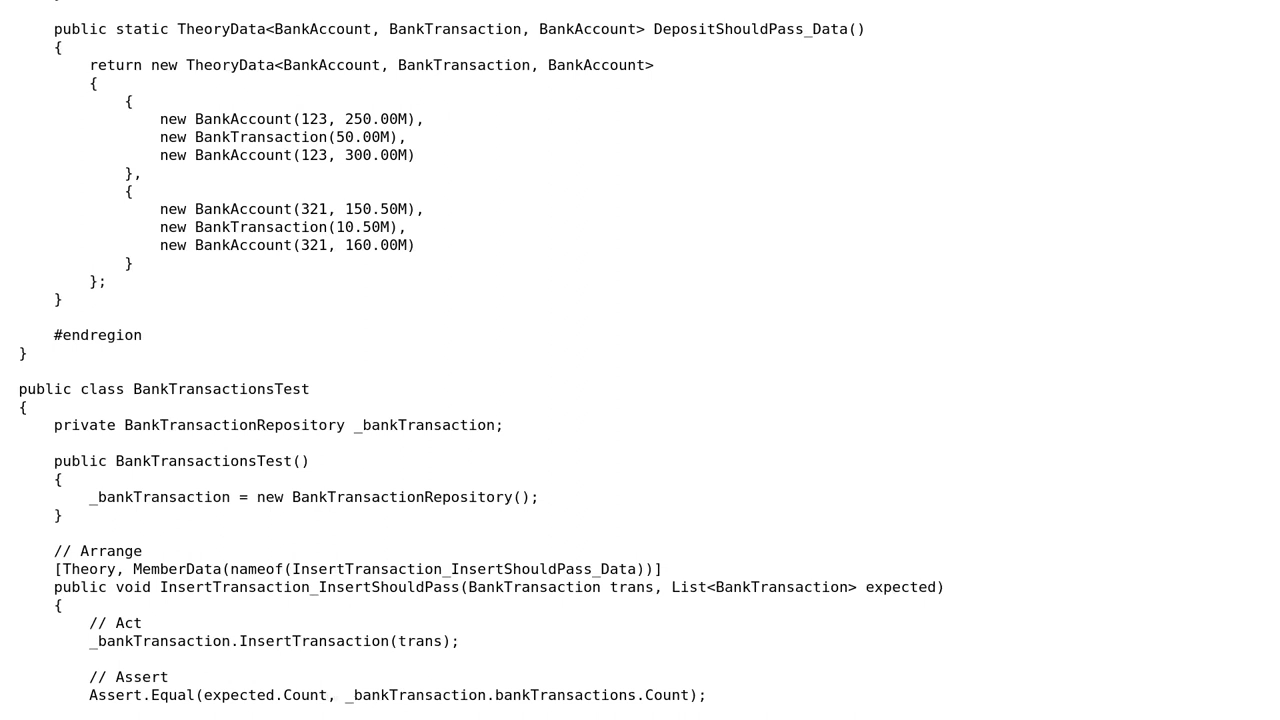 public static TheoryData<BankAccount, BankTransaction, BankAccount> DepositShouldPass_Data()
    {
        return new TheoryData<BankAccount, BankTransaction, BankAccount>
        {
            {
                new BankAccount(123, 250.00M),
                new BankTransaction(50.00M),
                new BankAccount(123, 300.00M)
            },
            {
                new BankAccount(321, 150.50M),
                new BankTransaction(10.50M),
                new BankAccount(321, 160.00M)
            }
        };
    }

    #endregion
}

public class BankTransactionsTest
{
    private BankTransactionRepository _bankTransaction;

    public BankTransactionsTest()
    {
        _bankTransaction = new BankTransactionRepository();
    }

    // Arrange
    [Theory, MemberData(nameof(InsertTransaction_InsertShouldPass_Data))]
    public void InsertTransaction_InsertShouldPass(BankTransaction trans, List<BankTransaction> expected)
    {
        // Act
        _bankTransaction.InsertTransaction(trans);

        // Assert
        Assert.Equal(expected.Count, _bankTransaction.bankTransactions.Count);